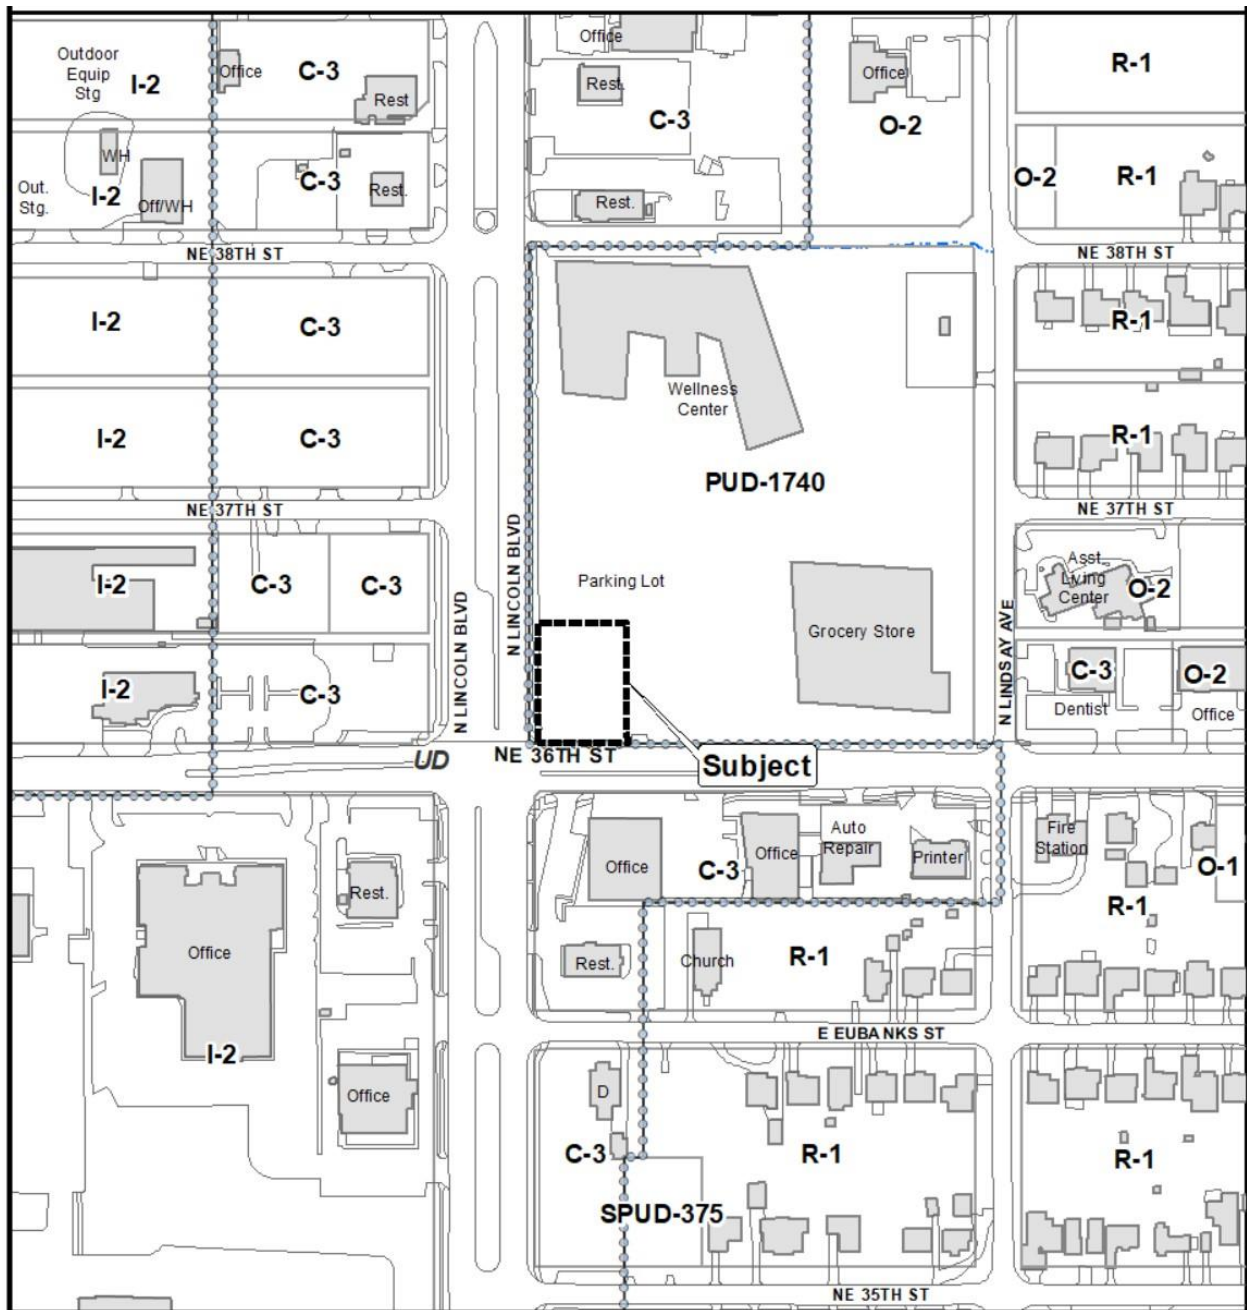 Office
Office
R-1
Outdoor
Equip
Stg
I-2
Office
C-3
Rest
Rest.
C-3
O-2
WH
I-2
Out.
Stg.
Off/WH
C-3
Rest.
Rest.
O-2
R-1
NE 38TH ST
NE 38TH ST
I-2
C-3
R-1
Wellness
Center
I-2
C-3
R-1
PUD-1740
NE 37TH ST
NE 37TH ST
N LINCOLN BLVD
N LINCOLN BLVD
I-2
C-3
C-3
Parking Lot
Asst
Living
Center
O-2
Grocery Store
N LINDSAY AVE
I-2
C-3
C-3
O-2
Dentist
Office
UD
NE 36TH ST
Subject
Office
C-3
Office
Auto
Repair
Printer
Fire
Station
O-1
Rest.
R-1
Office
Rest.
Church
R-1
I-2
E EUBANKS ST
Office
D
C-3
R-1
R-1
SPUD-375
NE 35TH ST